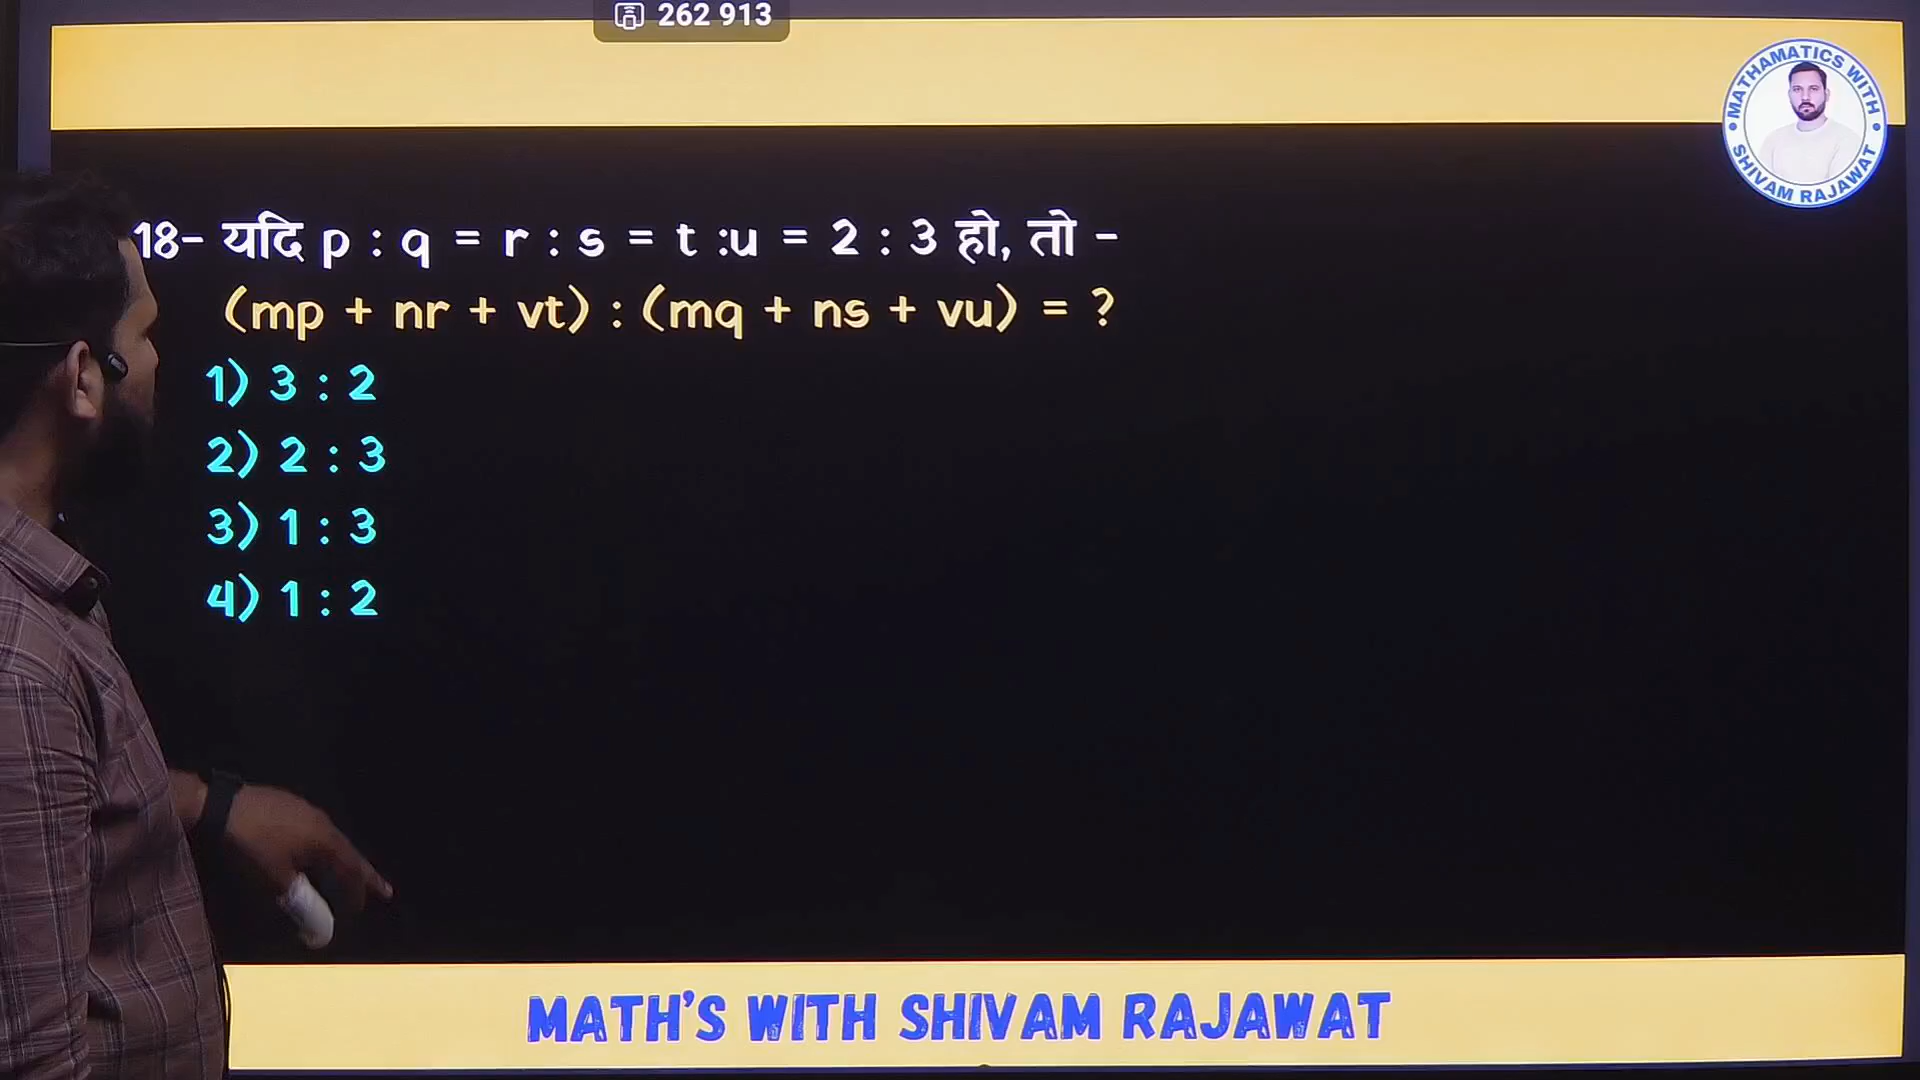 262 913
MATHAMATICS WITH
SHIVAM RAJAWAT
18- यदि p : q = r : s = t :u = 2 : 3 हो, तो -
(mp + nr + vt) : (mq + ns + vu) = ?
1) 3 : 2
2) 2 : 3
3) 1 : 3
4) 1 : 2
MATH'S WITH SHIVAM RAJAWAT